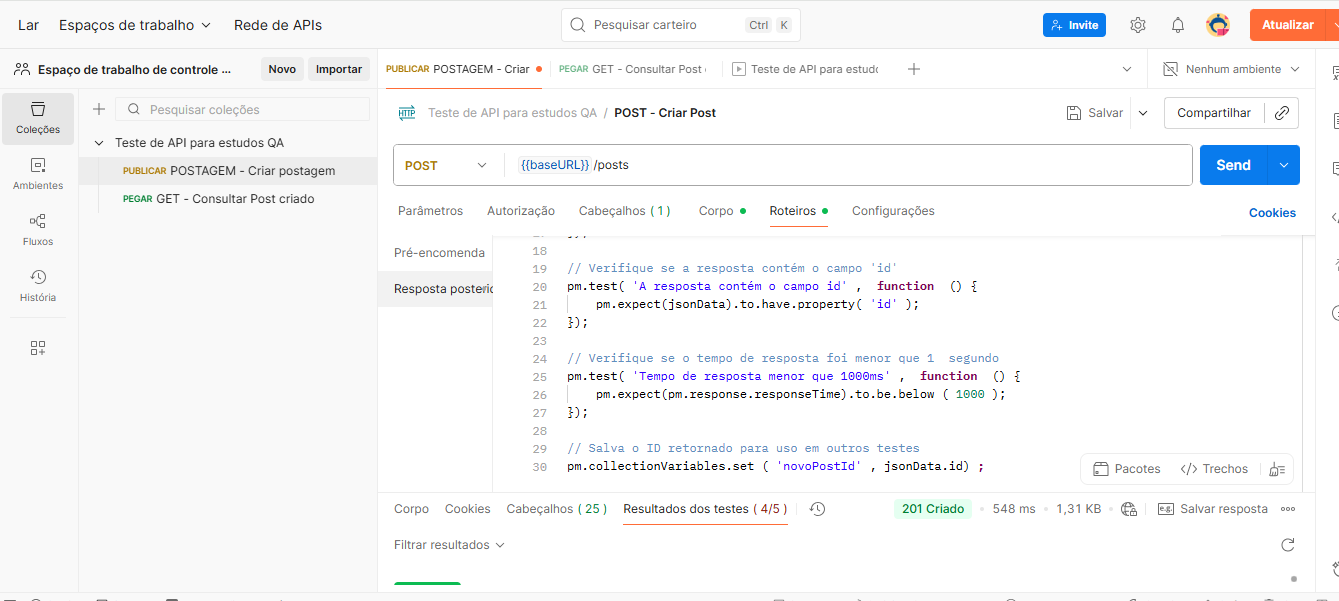 Lar Espaços de trabalho Rede de APIs Pesquisar carteiro Ctrl K Invite Atualizar
Espaço de trabalho de controle ... Novo Importar PUBLICAR POSTAGEM - Criar PEGAR GET - Consultar Post Teste de API para estudo Nenhum ambiente
Coleções
Ambientes
Fluxos
História
Pesquisar coleções
Teste de API para estudos QA
PUBLICAR POSTAGEM - Criar postagem
PEGAR GET - Consultar Post criado
HTTP Teste de API para estudos QA / POST - Criar Post Salvar Compartilhar
POST {{baseURL}} /posts Send
Parâmetros Autorização Cabeçalhos ( 1 ) Corpo Roteiros Configurações Cookies
Pré-encomenda
Resposta posterio
18
19 // Verifique se a resposta contém o campo 'id'
20 pm.test( 'A resposta contém o campo id' , function () {
21 pm.expect(jsonData).to.have.property( 'id' );
22 });
23
24 // Verifique se o tempo de resposta foi menor que 1 segundo
25 pm.test( 'Tempo de resposta menor que 1000ms' , function () {
26 pm.expect(pm.response.responseTime).to.be.below ( 1000 );
27 });
28
29 // Salva o ID retornado para uso em outros testes
30 pm.collectionVariables.set ( 'novoPostId' , jsonData.id) ;
Pacotes </> Trechos
Corpo Cookies Cabeçalhos ( 25 ) Resultados dos testes ( 4/5 ) 201 Criado • 548 ms • 1,31 KB • e.g. Salvar resposta
Filtrar resultados